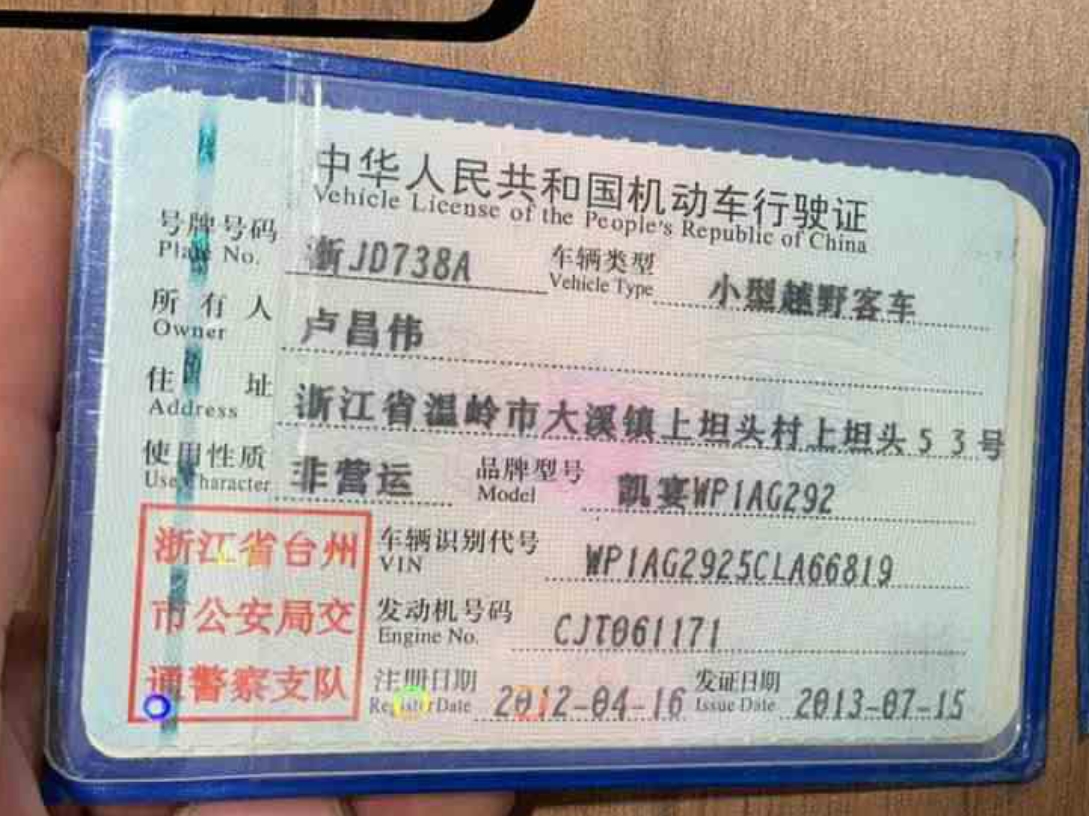 中华人民共和国机动车行驶证
Vehicle License of the People's Republic of China
号牌号码 浙JD738A 车辆类型 小型越野客车
Plate No. Vehicle Type
所有人 卢昌伟
Owner
住址 浙江省温岭市大溪镇上坦头村上坦头53号
Address
使用性质 非营运 品牌型号 凯宴WP1AG292
Use Character Model
浙江省台州
市公安局交
通警察支队
车辆识别代号 WP1AG2925CLA66819
VIN
发动机号码 CJT061171
Engine No.
注册日期 2012-04-16 发证日期 2013-07-15
Register Date Issue Date